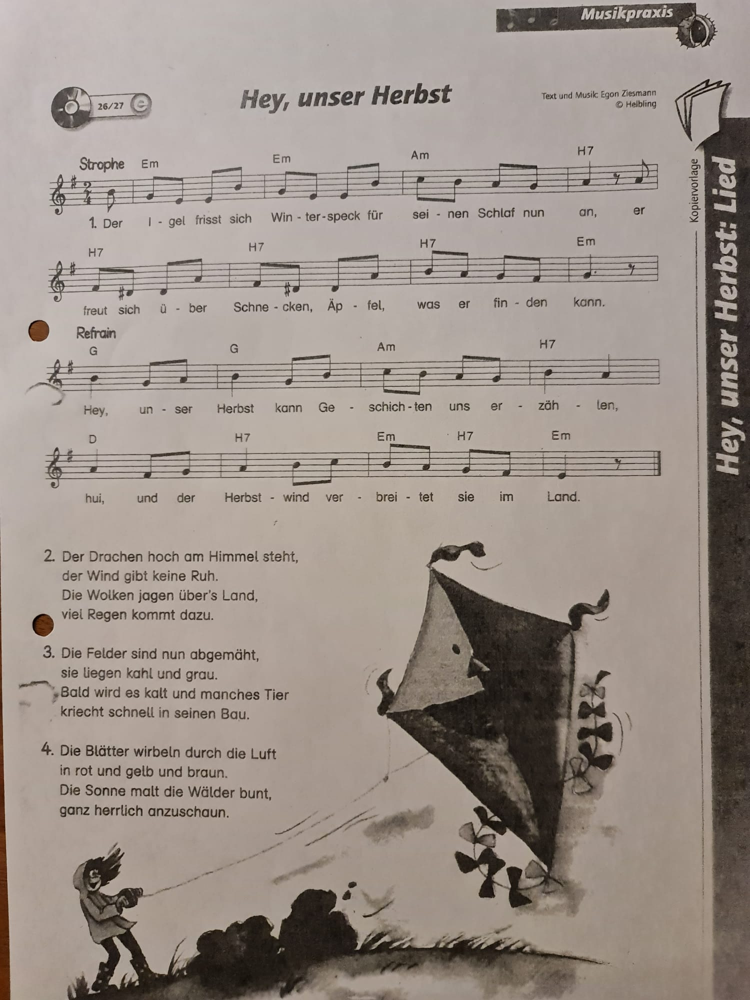 Musikpraxis
26/27 e
Hey, unser Herbst
Text und Musik: Egon Ziesmann
© Helbling
Strophe Em Em Am H7
2
4
1. Der I - gel frisst sich Win - ter - speck für sei - nen Schlaf nun an, er
H7 H7 H7 Em
freut sich ü - ber Schne - cken, Äp - fel, was er fin - den kann.
Refrain
G G Am H7
Hey, un - ser Herbst kann Ge - schich - ten uns er - zäh - len,
D H7 Em H7 Em
hui, und der Herbst - wind ver - brei - tet sie im Land.
2. Der Drachen hoch am Himmel steht,
der Wind gibt keine Ruh.
Die Wolken jagen über's Land,
viel Regen kommt dazu.
3. Die Felder sind nun abgemäht,
sie liegen kahl und grau.
Bald wird es kalt und manches Tier
kriecht schnell in seinen Bau.
4. Die Blätter wirbeln durch die Luft
in rot und gelb und braun.
Die Sonne malt die Wälder bunt,
ganz herrlich anzuschaun.
Kopiervorlage
Hey, unser Herbst: Lied